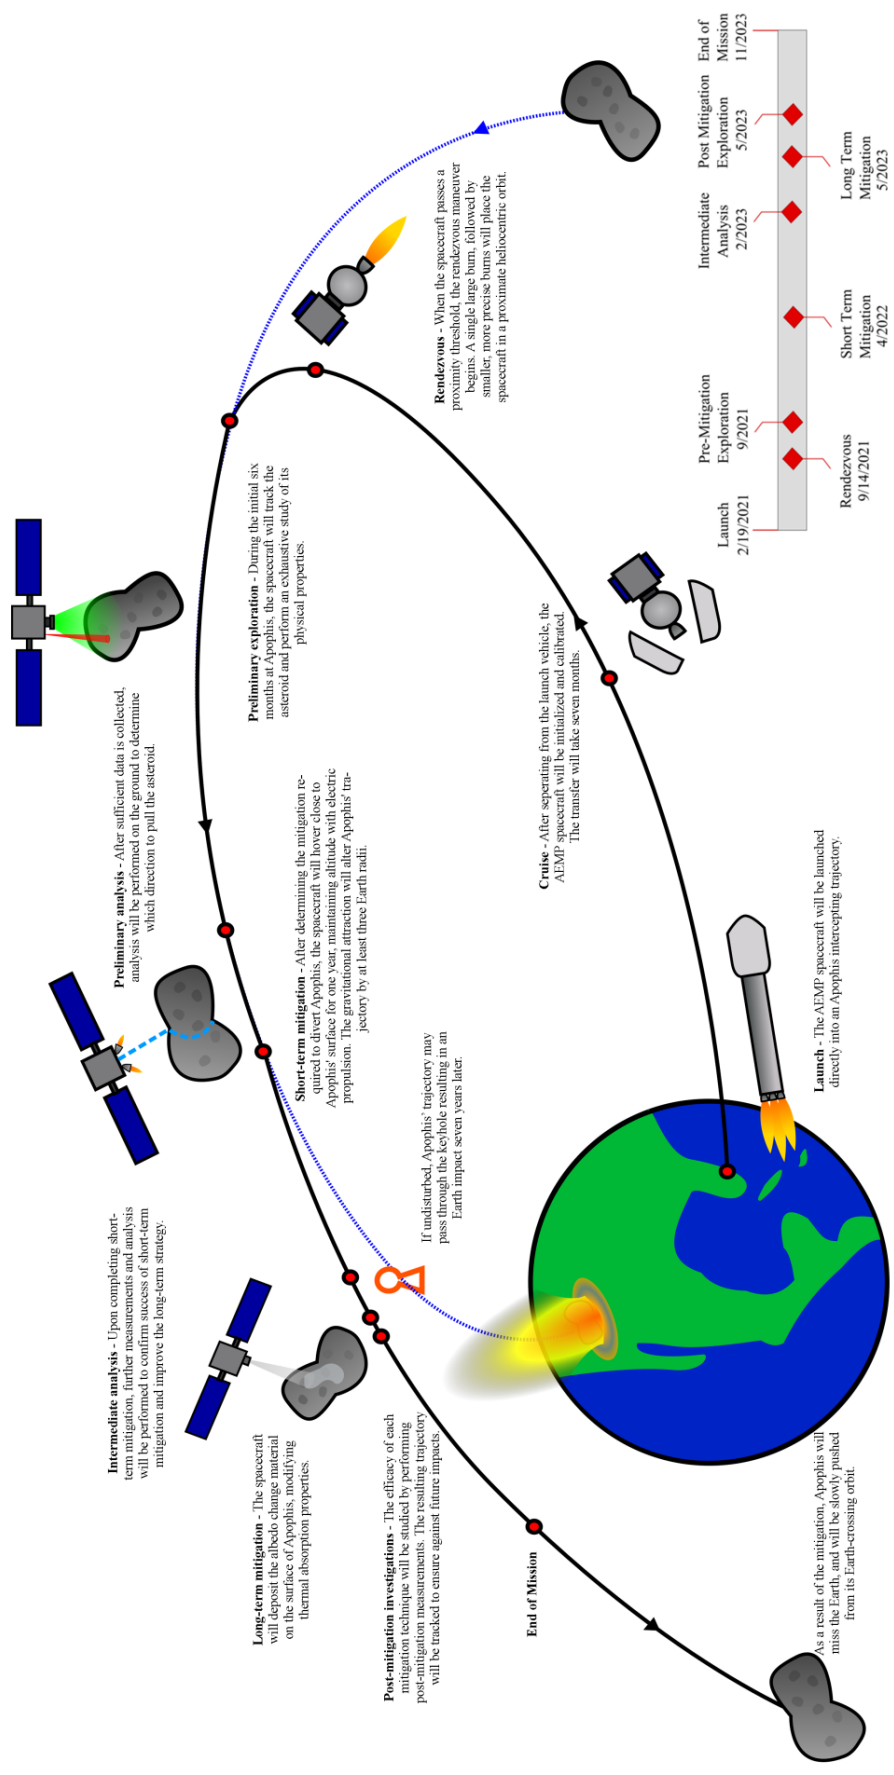 Launch - The AEMP spacecraft will be launched
directly into an Apophis intercepting trajectory.
Cruise - After seperating from the launch vehicle, the
AEMP spacecraft will be initialized and calibrated.
The transfer will take seven months.
Rendezvous - When the spacecraft passes a
proximity threshold, the rendezvous maneuver
begins. A single large burn, followed by
smaller, more precise burns will place the
spacecraft in a proximate heliocentric orbit.
Preliminary exploration - During the initial six
months at Apophis, the spacecraft will track the
asteroid and perform an exhaustive study of its
physical properties.
Preliminary analysis - After sufficient data is collected,
analysis will be performed on the ground to determine
which direction to pull the asteroid.
Short-term mitigation - After determining the mitigation re-
quired to divert Apophis, the spacecraft will hover close to
Apophis' surface for one year, maintaining altitude with electric
propulsion. The gravitational attraction will alter Apophis' tra-
jectory by at least three Earth radii.
If undisturbed, Apophis' trajectory may
pass through the keyhole resulting in an
Earth impact seven years later.
Intermediate analysis - Upon completing short-
term mitigation, further measurements and analysis
will be performed to confirm success of short-term
mitigation and improve the long-term strategy.
Long-term mitigation - The spacecraft
will deposit the albedo change material
on the surface of Apophis, modifying
thermal absorption properties.
Post-mitigation investigations - The efficacy of each
mitigation technique will be studied by performing
post-mitigation measurements. The resulting trajectory
will be tracked to ensure against future impacts.
End of Mission
As a result of the mitigation, Apophis will
miss the Earth, and will be slowly pushed
from its Earth-crossing orbit.
Launch
2/19/2021
Rendezvous
9/14/2021
Pre-Mitigation
Exploration
9/2021
Short Term
Mitigation
4/2022
Intermediate
Analysis
2/2023
Long Term
Mitigation
5/2023
Post Mitigation
Exploration
5/2023
End of
Mission
11/2023